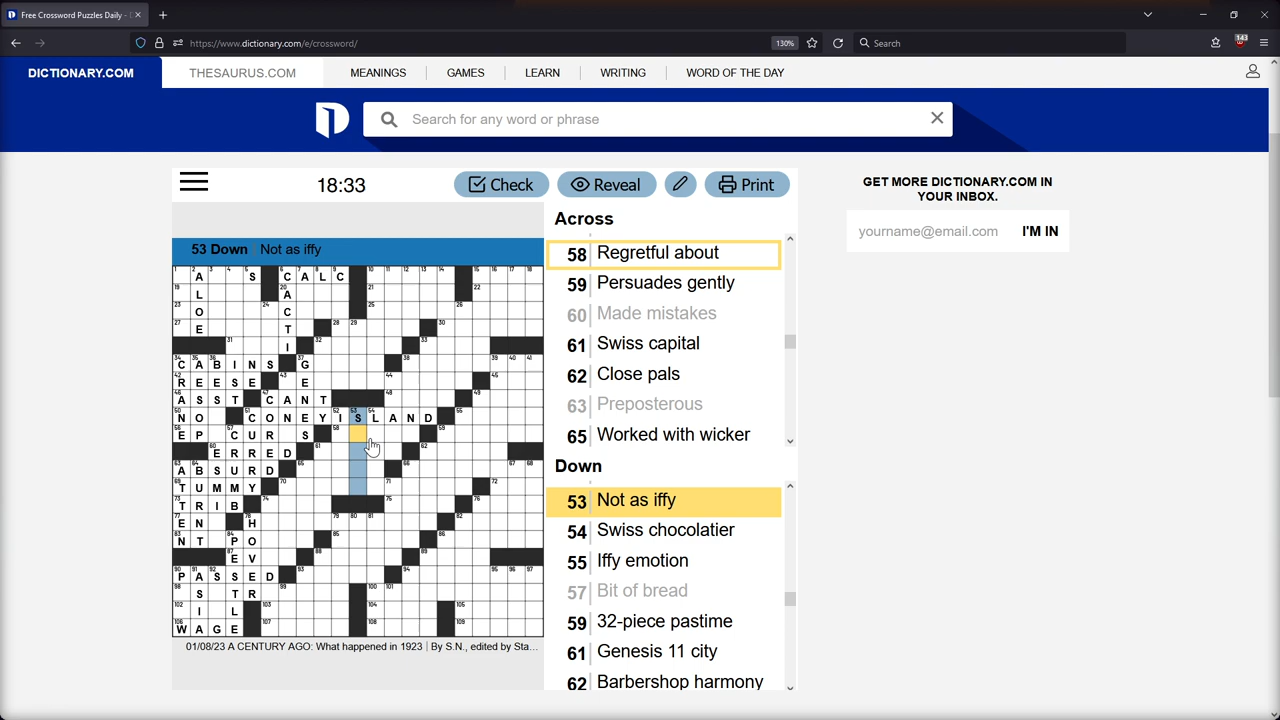 Free Crossword Puzzles Daily -
https://www.dictionary.com/e/crossword/
130%
Search
143
DICTIONARY.COM
THESAURUS.COM
MEANINGS
GAMES
LEARN
WRITING
WORD OF THE DAY
Search for any word or phrase
18:33
Check
Reveal
Print
GET MORE DICTIONARY.COM IN
YOUR INBOX.
yourname@email.com
I'M IN
53 Down Not as iffy
Across
58 Regretful about
59 Persuades gently
60 Made mistakes
61 Swiss capital
62 Close pals
63 Preposterous
65 Worked with wicker
Down
53 Not as iffy
54 Swiss chocolatier
55 Iffy emotion
57 Bit of bread
59 32-piece pastime
61 Genesis 11 city
62 Barbershop harmony
A S C A L C
L A
O C
E T
I
C A B I N S G
R E E S E E
A S S T C A N T
N O C O N E Y I S L A N D
E P C U R S
E R R E D
A B S U R D
T U M M Y
T R I B
E N H
N T P O
E V
P A S S E D
S T R
I L
W A G E
01/08/23 A CENTURY AGO: What happened in 1923 | By S.N., edited by Sta...